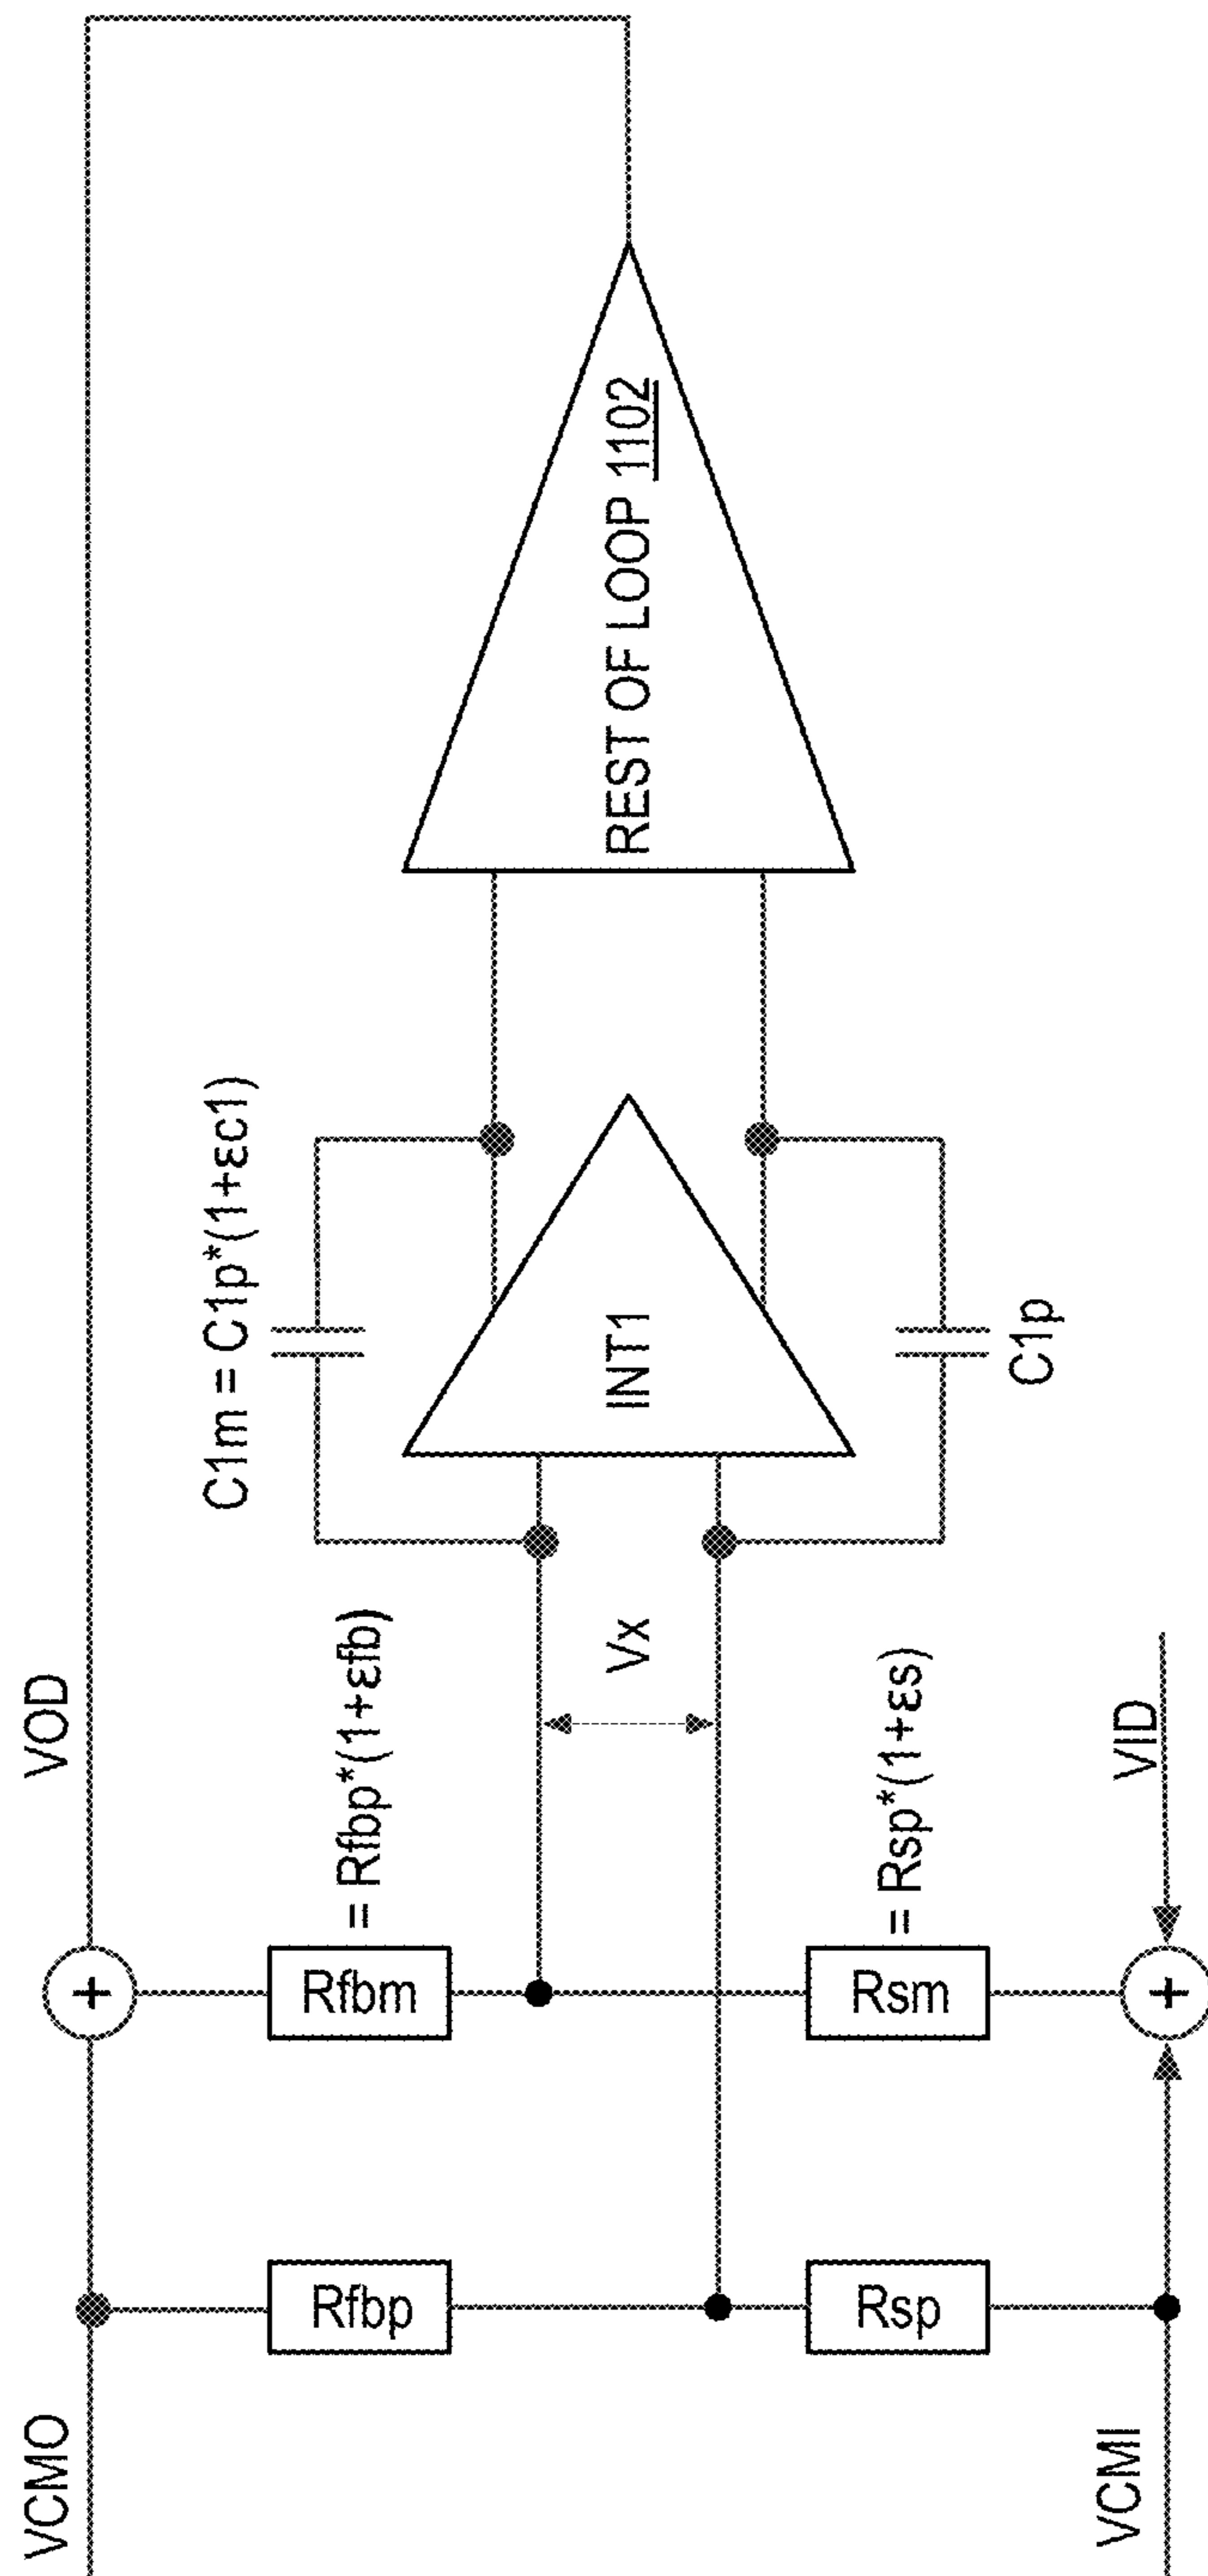 VCMO
VOD
Rfbp
Rfbm
= Rfbp*(1+εfb)
C1m = C1p*(1+εc1)
Vx
INT1
REST OF LOOP 1102
Rsp
Rsm
= Rsp*(1+εs)
C1p
VCMI
VID